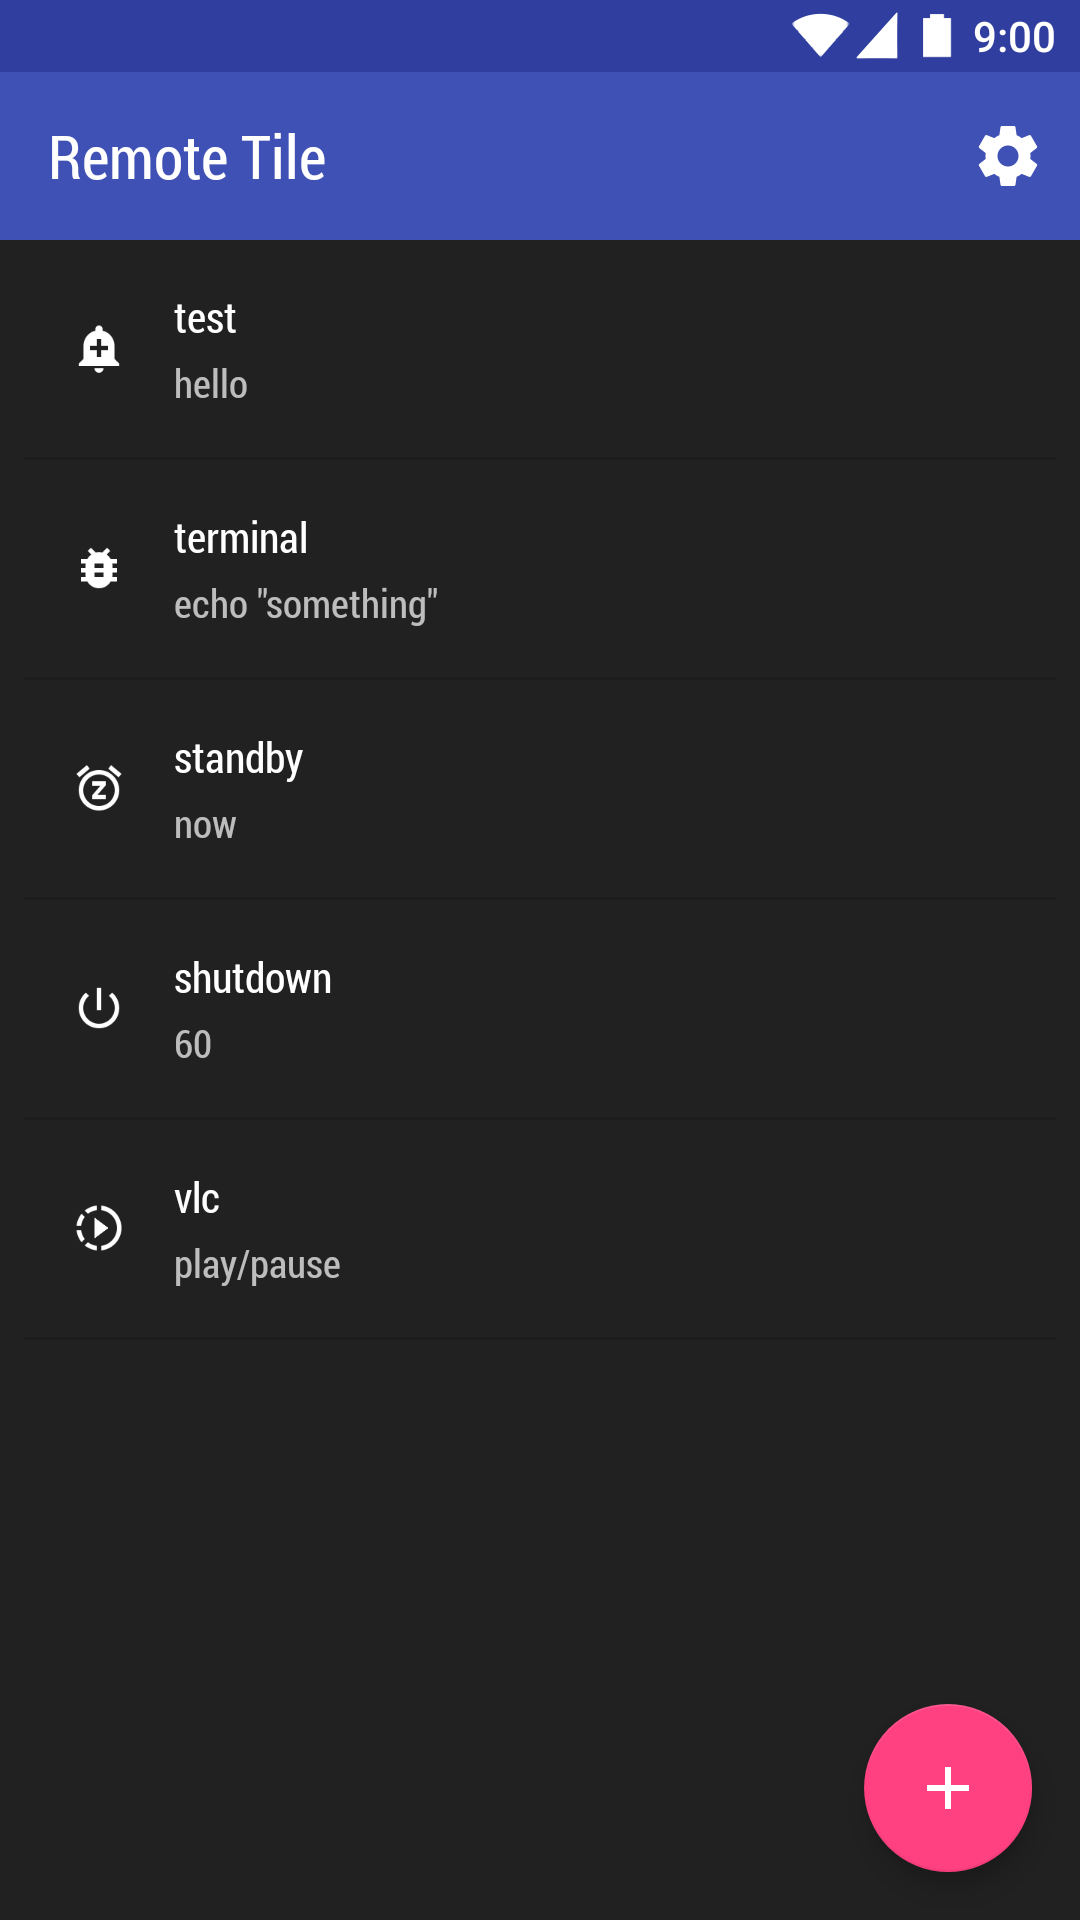 9:00
Remote Tile
test
hello
terminal
echo "something"
standby
now
shutdown
60
vlc
play/pause